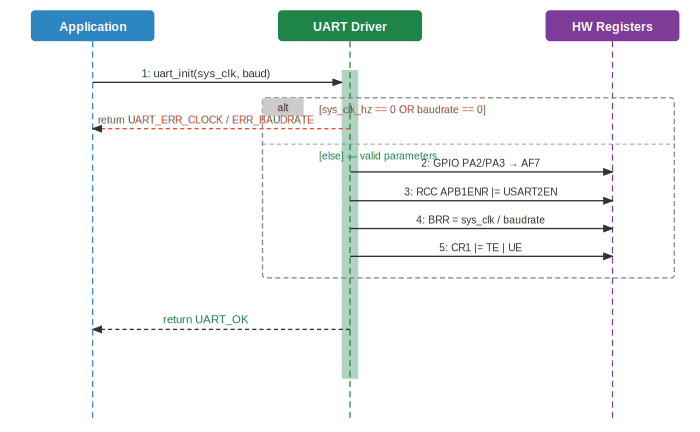 Application
UART Driver
HW Registers
1: uart_init(sys_clk, baud)
alt
[sys_clk_hz == 0 OR baudrate == 0]
return UART_ERR_CLOCK / ERR_BAUDRATE
[else] — valid parameters
2: GPIO PA2/PA3 → AF7
3: RCC APB1ENR |= USART2EN
4: BRR = sys_clk / baudrate
5: CR1 |= TE | UE
return UART_OK